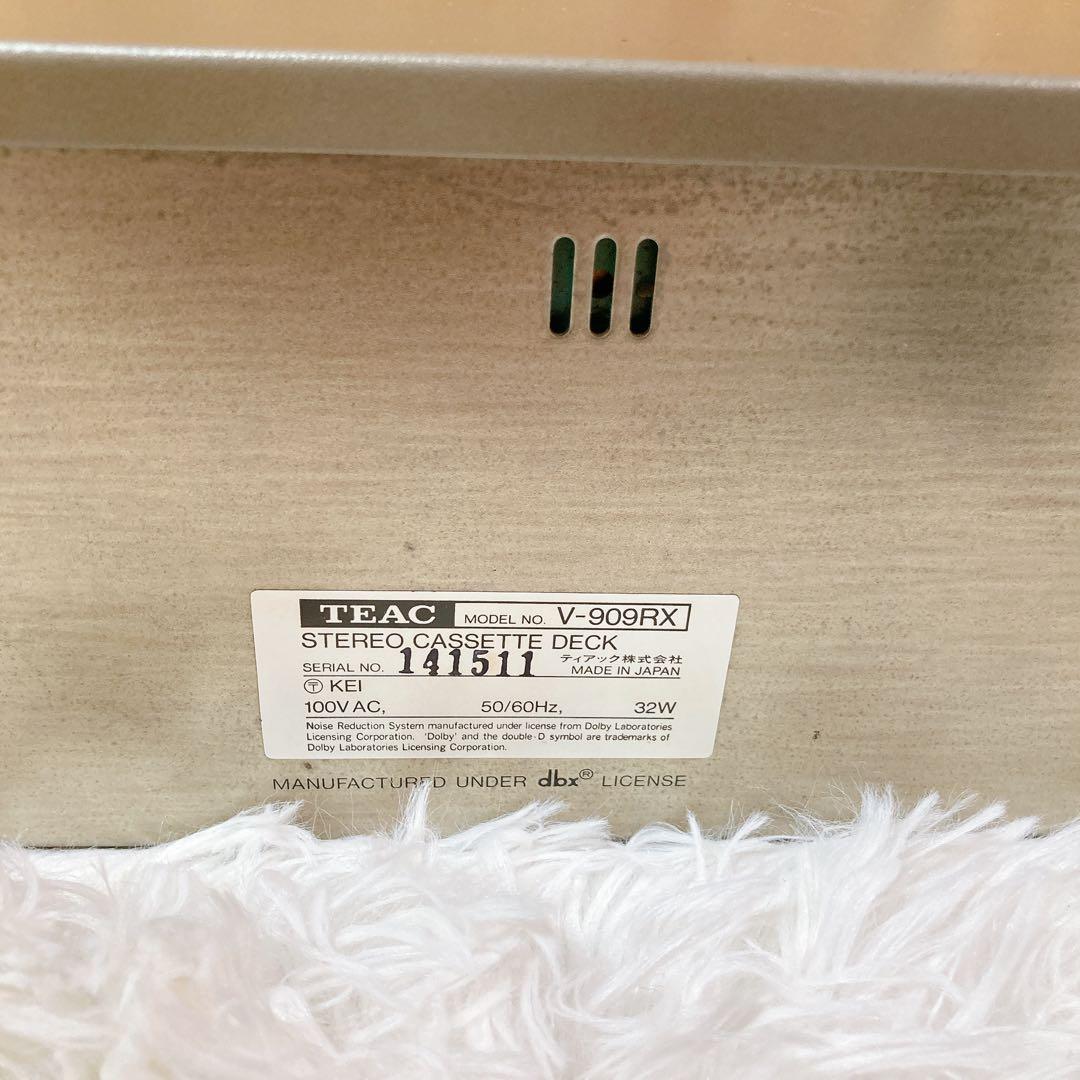 TEAC MODEL NO. V-909RX
STEREO CASSETTE DECK
SERIAL NO. 141511 ティアック株式会社
MADE IN JAPAN
〶 KEI
100V AC, 50/60Hz, 32W
Noise Reduction System manufactured under license from Dolby Laboratories
Licensing Corporation. 'Dolby' and the double-D symbol are trademarks of
Dolby Laboratories Licensing Corporation.
MANUFACTURED UNDER dbx® LICENSE